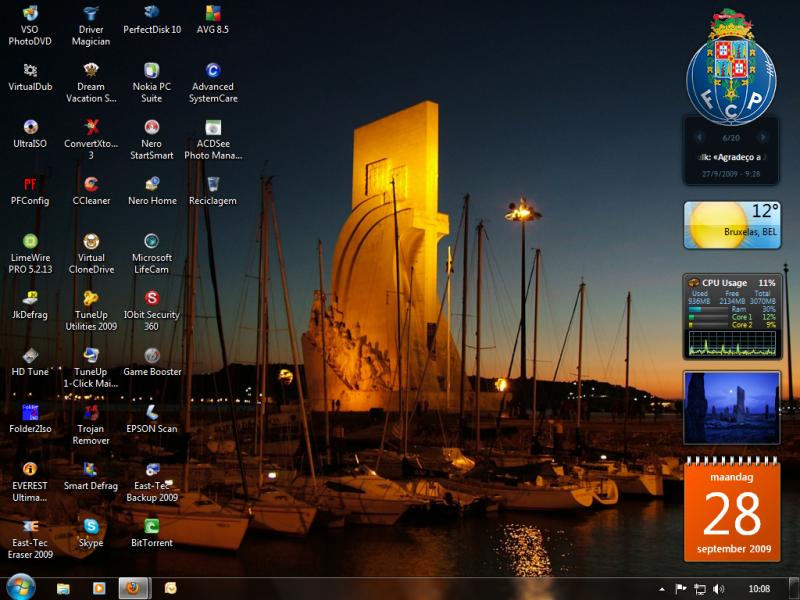 VSO
PhotoDVD
Driver
Magician
PerfectDisk 10
AVG 8.5
VirtualDub
Dream
Vacation S...
Nokia PC
Suite
Advanced
SystemCare
UltraISO
ConvertXto...
3
Nero
StartSmart
ACDSee
Photo Mana...
PF
PFConfig
CCleaner
Nero Home
Reciclagem
LimeWire
PRO 5.2.13
Virtual
CloneDrive
Microsoft
LifeCam
JkDefrag
TuneUp
Utilities 2009
IObit Security
360
HD Tune
TuneUp
1-Click Mai...
Game Booster
Folder
Iso
Folder2Iso
Trojan
Remover
EPSON Scan
EVEREST
Ultima...
Smart Defrag
East-Tec
Backup 2009
East-Tec
Eraser 2009
Skype
BitTorrent
F C P
6/20
ılk: «Agradeço a
27/9/2009 - 9:28
12°
Bruxelas, BEL
CPU Usage 11%
Used Free Total
936MB 2134MB 3070MB
Ram 30%
Core 1 12%
Core 2 9%
maandag
28
september 2009
10:08